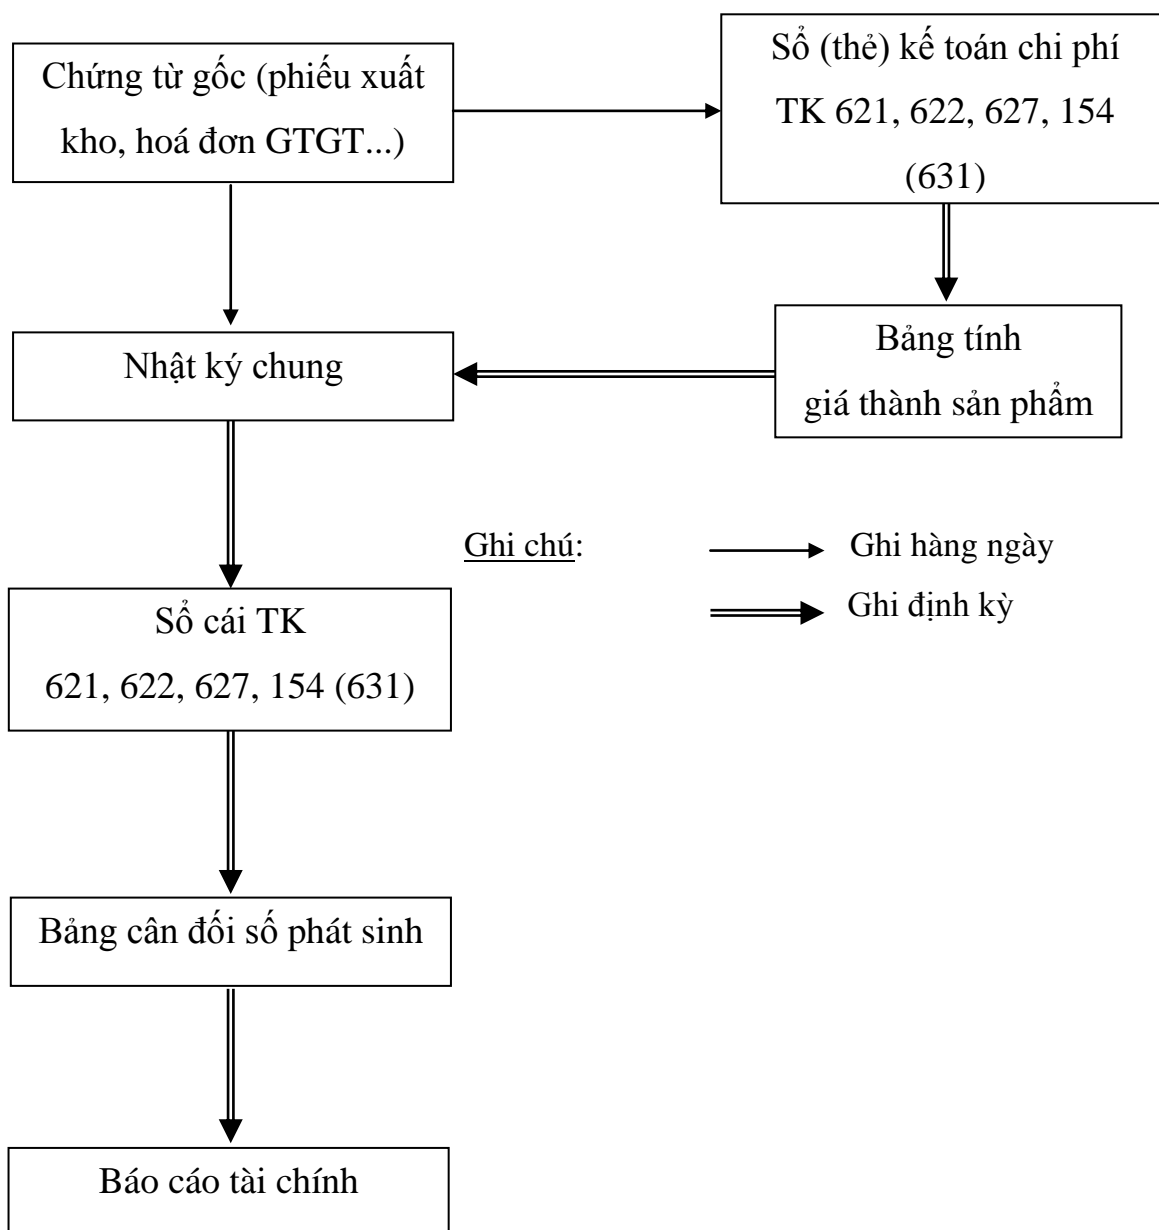 Chứng từ gốc (phiếu xuất
kho, hoá đơn GTGT...)
Sổ (thẻ) kế toán chi phí
TK 621, 622, 627, 154
(631)
Nhật ký chung
Bảng tính
giá thành sản phẩm
Ghi chú:
Ghi hàng ngày
Ghi định kỳ
Sổ cái TK
621, 622, 627, 154 (631)
Bảng cân đối số phát sinh
Báo cáo tài chính